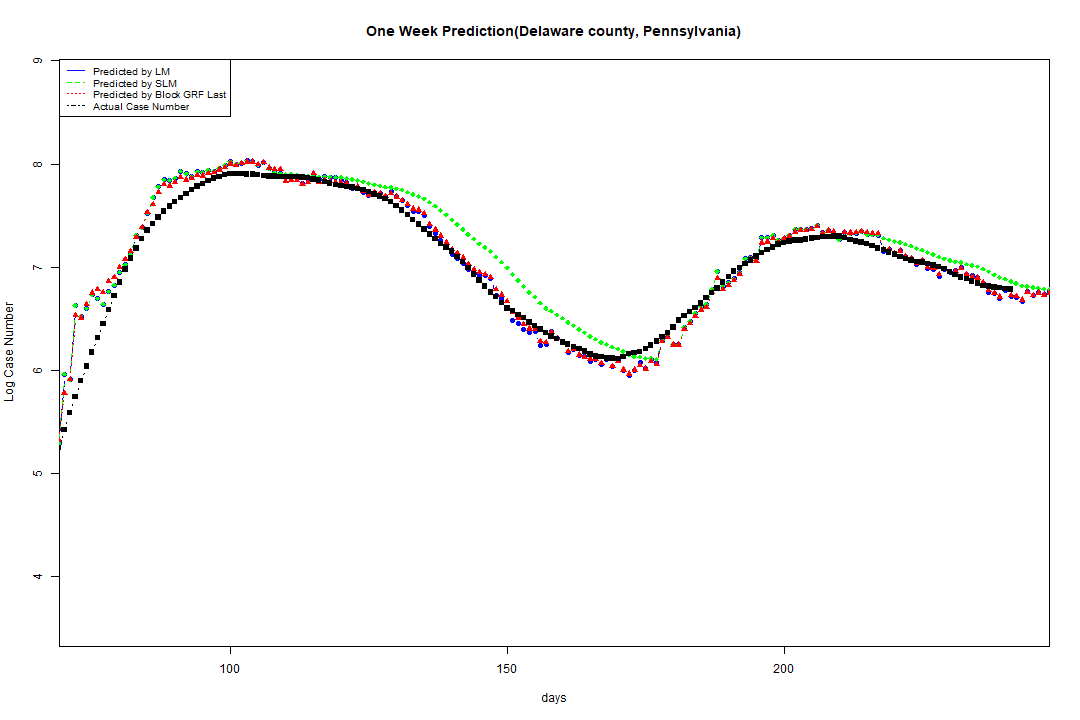 One Week Prediction(Delaware county, Pennsylvania)
Predicted by LM
Predicted by SLM
Predicted by Block GRF Last
Actual Case Number
9
8
7
6
5
4
Log Case Number
100 150 200
days